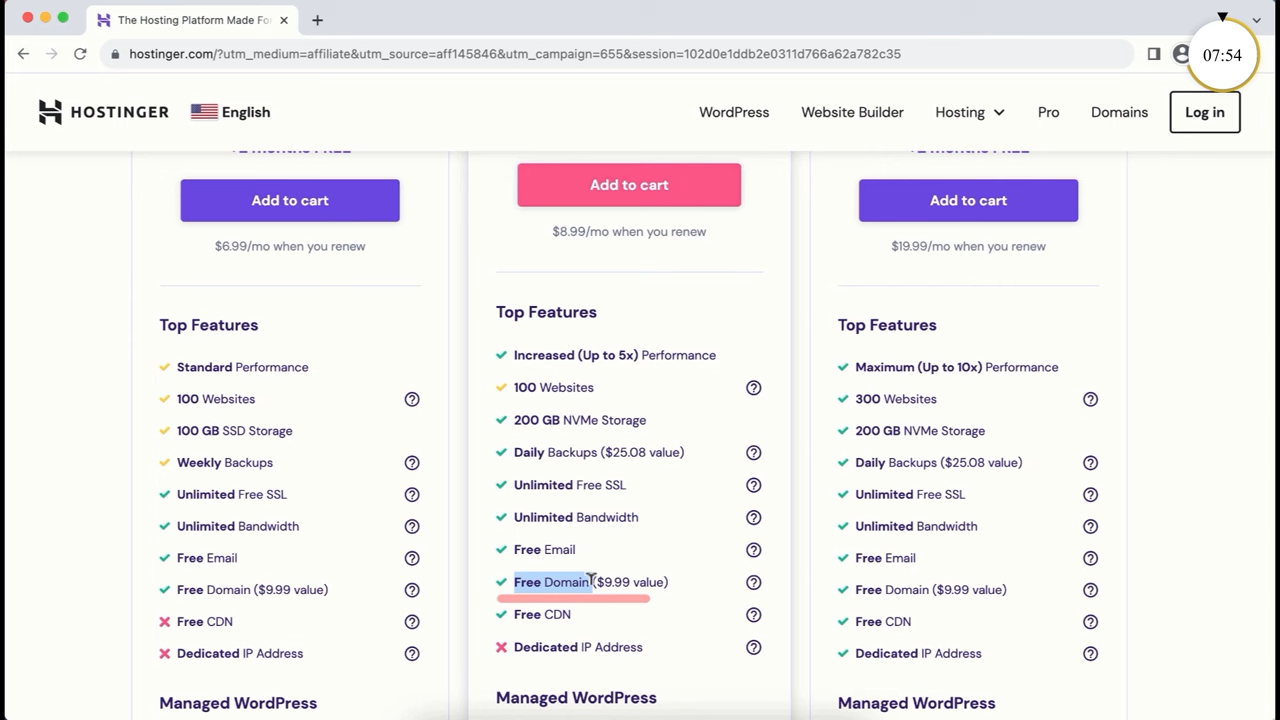 The Hosting Platform Made Fo
07:54
hostinger.com/?utm_medium=affiliate&utm_source=aff145846&utm_campaign=655&session=102d0e1ddb2e0311d766a62a782c35
HOSTINGER
English
WordPress
Website Builder
Hosting
Pro
Domains
Log in
Add to cart
$6.99/mo when you renew
Top Features
Standard Performance
100 Websites
100 GB SSD Storage
Weekly Backups
Unlimited Free SSL
Unlimited Bandwidth
Free Email
Free Domain ($9.99 value)
Free CDN
Dedicated IP Address
Managed WordPress
Add to cart
$8.99/mo when you renew
Top Features
Increased (Up to 5x) Performance
100 Websites
200 GB NVMe Storage
Daily Backups ($25.08 value)
Unlimited Free SSL
Unlimited Bandwidth
Free Email
Free Domain ($9.99 value)
Free CDN
Dedicated IP Address
Managed WordPress
Add to cart
$19.99/mo when you renew
Top Features
Maximum (Up to 10x) Performance
300 Websites
200 GB NVMe Storage
Daily Backups ($25.08 value)
Unlimited Free SSL
Unlimited Bandwidth
Free Email
Free Domain ($9.99 value)
Free CDN
Dedicated IP Address
Managed WordPress